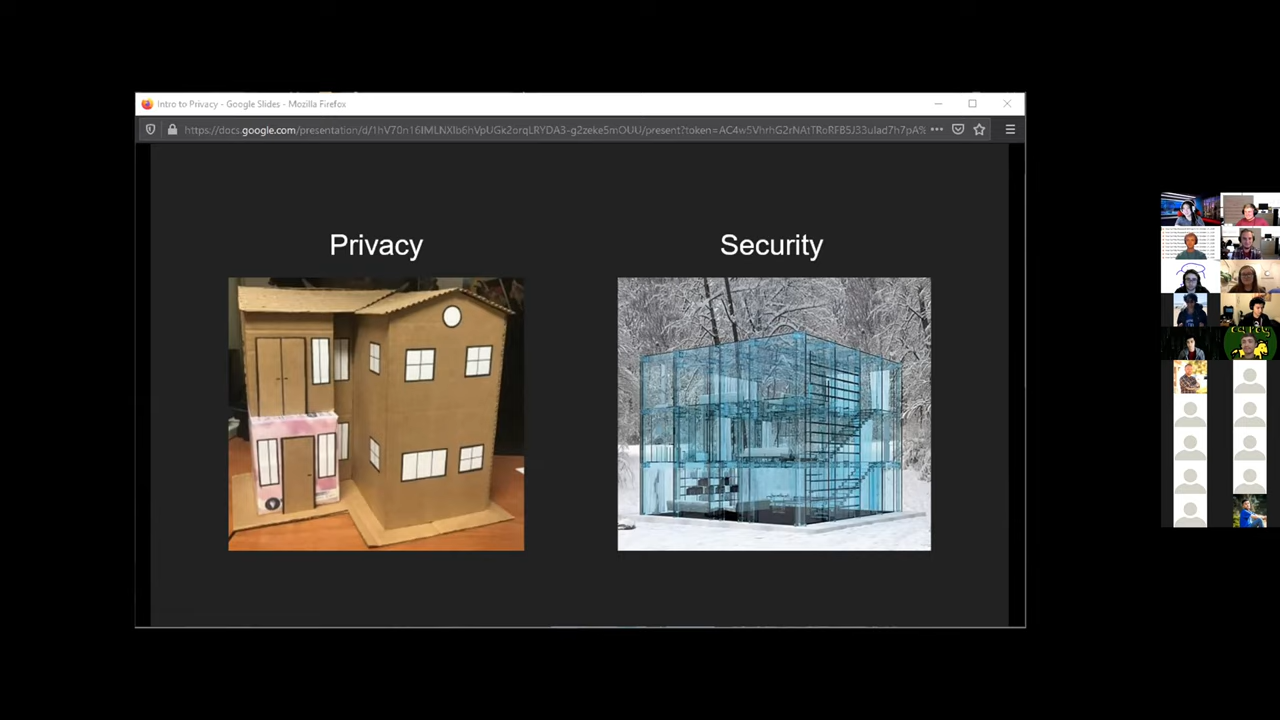 Intro to Privacy - Google Slides - Mozilla Firefox
Privacy
Security